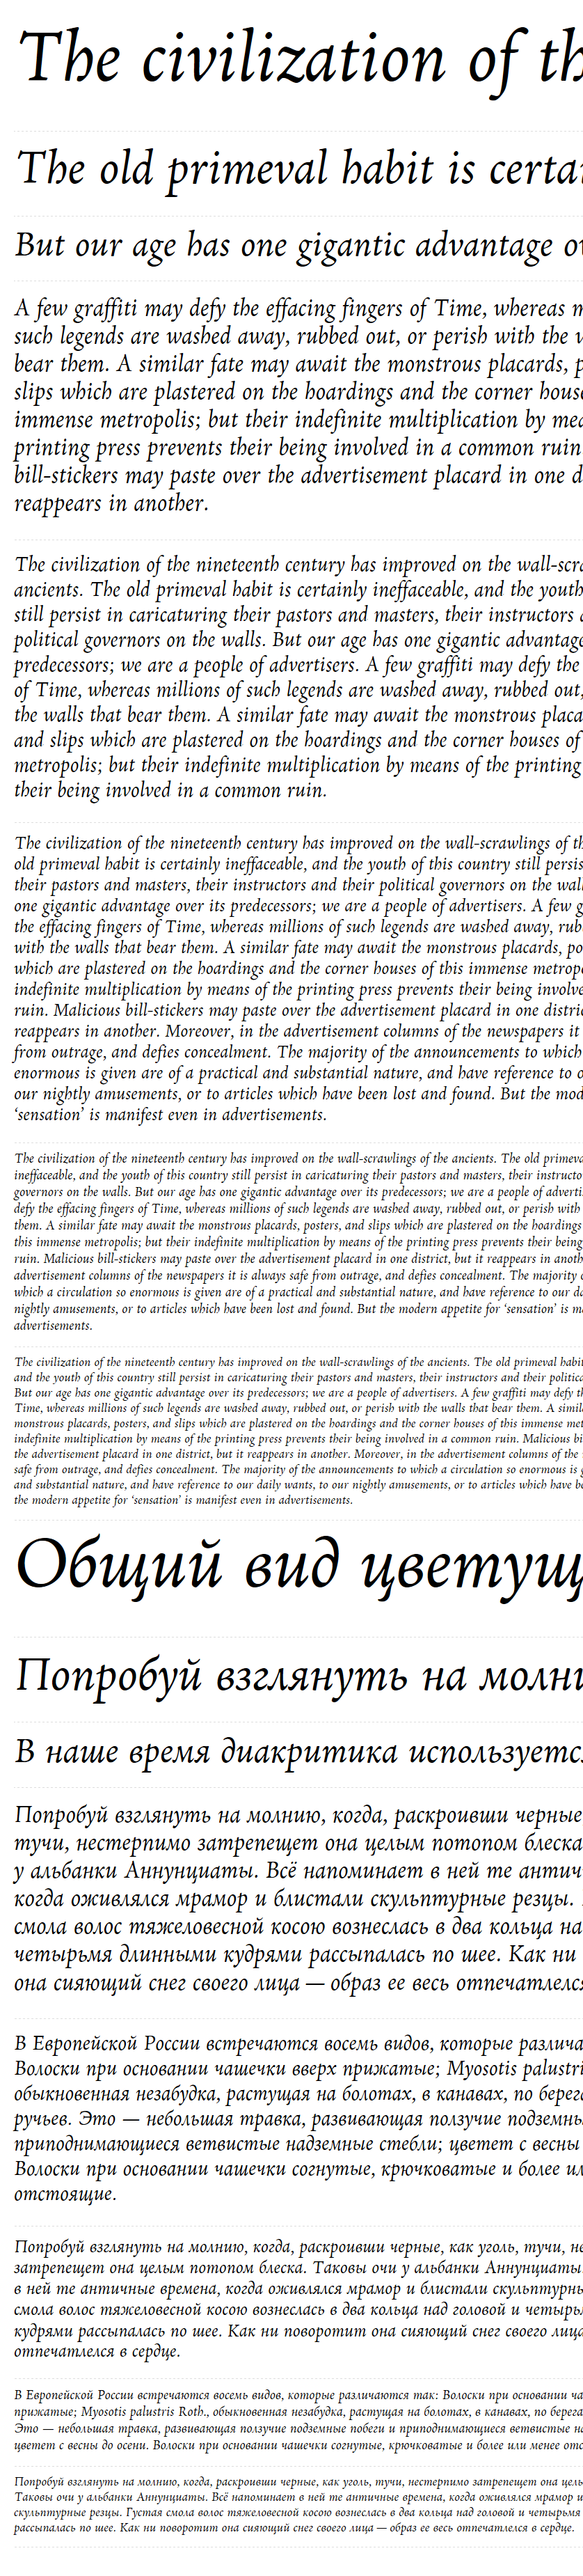 The civilization of th
The old primeval habit is certai
But our age has one gigantic advantage ov
A few graffiti may defy the effacing fingers of Time, whereas m
such legends are washed away, rubbed out, or perish with the w
bear them. A similar fate may await the monstrous placards, p
slips which are plastered on the hoardings and the corner house
immense metropolis; but their indefinite multiplication by mea
printing press prevents their being involved in a common ruin.
bill-stickers may paste over the advertisement placard in one d
reappears in another.
The civilization of the nineteenth century has improved on the wall-scra
ancients. The old primeval habit is certainly ineffaceable, and the youth
still persist in caricaturing their pastors and masters, their instructors a
political governors on the walls. But our age has one gigantic advantage
predecessors; we are a people of advertisers. A few graffiti may defy the
of Time, whereas millions of such legends are washed away, rubbed out,
the walls that bear them. A similar fate may await the monstrous placa
and slips which are plastered on the hoardings and the corner houses of
metropolis; but their indefinite multiplication by means of the printing
their being involved in a common ruin.
The civilization of the nineteenth century has improved on the wall-scrawlings of th
old primeval habit is certainly ineffaceable, and the youth of this country still persis
their pastors and masters, their instructors and their political governors on the wall
one gigantic advantage over its predecessors; we are a people of advertisers. A few g
the effacing fingers of Time, whereas millions of such legends are washed away, rub
with the walls that bear them. A similar fate may await the monstrous placards, po
which are plastered on the hoardings and the corner houses of this immense metrop
indefinite multiplication by means of the printing press prevents their being involve
ruin. Malicious bill-stickers may paste over the advertisement placard in one distric
reappears in another. Moreover, in the advertisement columns of the newspapers it
from outrage, and defies concealment. The majority of the announcements to which
enormous is given are of a practical and substantial nature, and have reference to o
our nightly amusements, or to articles which have been lost and found. But the mod
‘sensation’ is manifest even in advertisements.
The civilization of the nineteenth century has improved on the wall-scrawlings of the ancients. The old primeva
ineffaceable, and the youth of this country still persist in caricaturing their pastors and masters, their instructo
governors on the walls. But our age has one gigantic advantage over its predecessors; we are a people of adverti
defy the effacing fingers of Time, whereas millions of such legends are washed away, rubbed out, or perish with
them. A similar fate may await the monstrous placards, posters, and slips which are plastered on the hoardings
this immense metropolis; but their indefinite multiplication by means of the printing press prevents their being
ruin. Malicious bill-stickers may paste over the advertisement placard in one district, but it reappears in anoth
advertisement columns of the newspapers it is always safe from outrage, and defies concealment. The majority o
which a circulation so enormous is given are of a practical and substantial nature, and have reference to our da
nightly amusements, or to articles which have been lost and found. But the modern appetite for ‘sensation’ is m
advertisements.
The civilization of the nineteenth century has improved on the wall-scrawlings of the ancients. The old primeval habit
and the youth of this country still persist in caricaturing their pastors and masters, their instructors and their politica
But our age has one gigantic advantage over its predecessors; we are a people of advertisers. A few graffiti may defy th
Time, whereas millions of such legends are washed away, rubbed out, or perish with the walls that bear them. A simila
monstrous placards, posters, and slips which are plastered on the hoardings and the corner houses of this immense met
indefinite multiplication by means of the printing press prevents their being involved in a common ruin. Malicious bi
the advertisement placard in one district, but it reappears in another. Moreover, in the advertisement columns of the
safe from outrage, and defies concealment. The majority of the announcements to which a circulation so enormous is g
and substantial nature, and have reference to our daily wants, to our nightly amusements, or to articles which have be
the modern appetite for ‘sensation’ is manifest even in advertisements.
Общий вид цветущ
Попробуй взглянуть на молни
В наше время диакритика используетс
Попробуй взглянуть на молнию, когда, раскроивши черные
тучи, нестерпимо затрепещет она целым потопом блеска
у альбанки Аннунциаты. Всё напоминает в ней те антич
когда оживлялся мрамор и блистали скульптурные резцы.
смола волос тяжеловесной косою вознеслась в два кольца на
четырьмя длинными кудрями рассыпалась по шее. Как ни
она сияющий снег своего лица — образ ее весь отпечатлелся
В Европейской России встречаются восемь видов, которые различа
Волоски при основании чашечки вверх прижатые; Myosotis palustri
обыкновенная незабудка, растущая на болотах, в канавах, по берега
ручьев. Это — небольшая травка, развивающая ползучие подземны
приподнимающиеся ветвистые надземные стебли; цветет с весны
Волоски при основании чашечки согнутые, крючковатые и более ил
отстоящие.
Попробуй взглянуть на молнию, когда, раскроивши черные, как уголь, тучи, не
затрепещет она целым потопом блеска. Таковы очи у альбанки Аннунциаты.
в ней те античные времена, когда оживлялся мрамор и блистали скульптурны
смола волос тяжеловесной косою вознеслась в два кольца над головой и четырьм
кудрями рассыпалась по шее. Как ни поворотит она сияющий снег своего лица
отпечатлелся в сердце.
В Европейской России встречаются восемь видов, которые различаются так: Волоски при основании ча
прижатые; Myosotis palustris Roth., обыкновенная незабудка, растущая на болотах, в канавах, по берега
Это — небольшая травка, развивающая ползучие подземные побеги и приподнимающиеся ветвистые на
цветет с весны до осени. Волоски при основании чашечки согнутые, крючковатые и более или менее отс
Попробуй взглянуть на молнию, когда, раскроивши черные, как уголь, тучи, нестерпимо затрепещет она цель
Таковы очи у альбанки Аннунциаты. Всё напоминает в ней те античные времена, когда оживлялся мрамор и
скульптурные резцы. Густая смола волос тяжеловесной косою вознеслась в два кольца над головой и четырьмя
рассыпалась по шее. Как ни поворотит она сияющий снег своего лица — образ ее весь отпечатлелся в сердце.